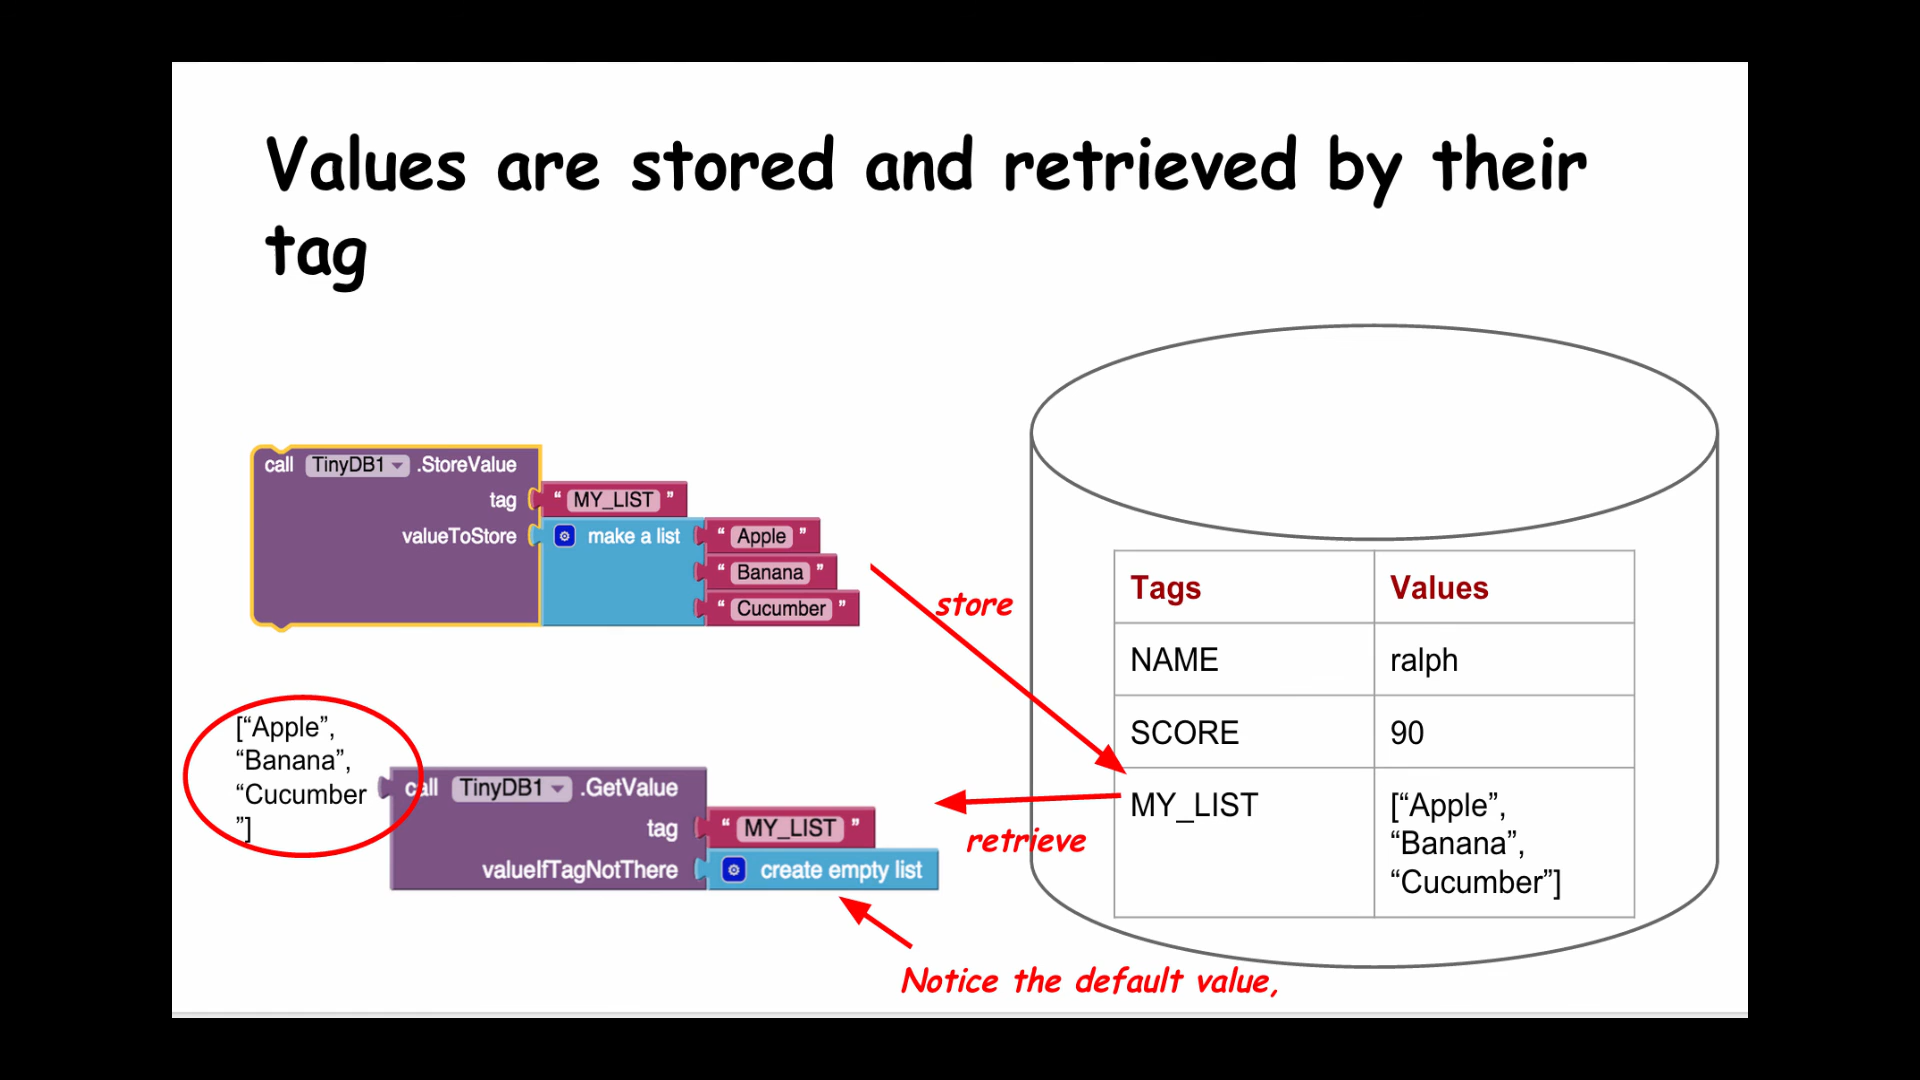 Values are stored and retrieved by their
tag
call TinyDB1 .StoreValue
tag “ MY_LIST ”
valueToStore make a list “ Apple ”
“ Banana ”
“ Cucumber ”
store
[“Apple”,
“Banana”,
“Cucumber
”]
call TinyDB1 .GetValue
tag “ MY_LIST ”
valueIfTagNotThere create empty list
retrieve
Notice the default value,
Tags Values
NAME ralph
SCORE 90
MY_LIST [“Apple”,
“Banana”,
“Cucumber”]